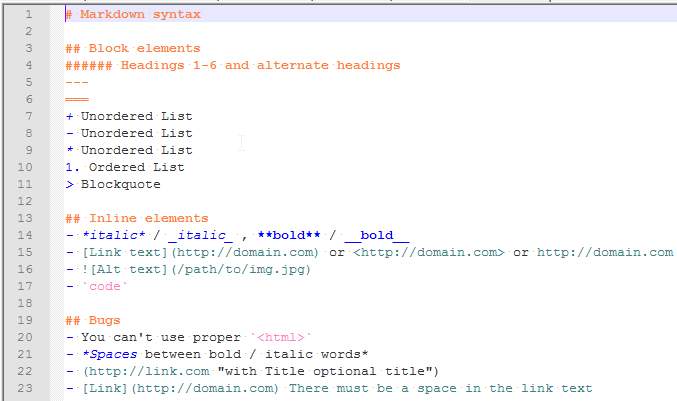 1 # Markdown syntax
2
3 ## Block elements
4 ###### Headings 1-6 and alternate headings
5 ---
6 ===
7 + Unordered List
8 - Unordered List
9 * Unordered List
10 1. Ordered List
11 > Blockquote
12
13 ## Inline elements
14 - *italic* / _italic_ , **bold** / __bold__
15 - [Link text](http://domain.com) or <http://domain.com> or http://domain.com
16 - ![Alt text](/path/to/img.jpg)
17 - `code`
18
19 ## Bugs
20 - You can't use proper `<html>`
21 - *Spaces between bold / italic words*
22 - (http://link.com "with Title optional title")
23 - [Link](http://domain.com) There must be a space in the link text